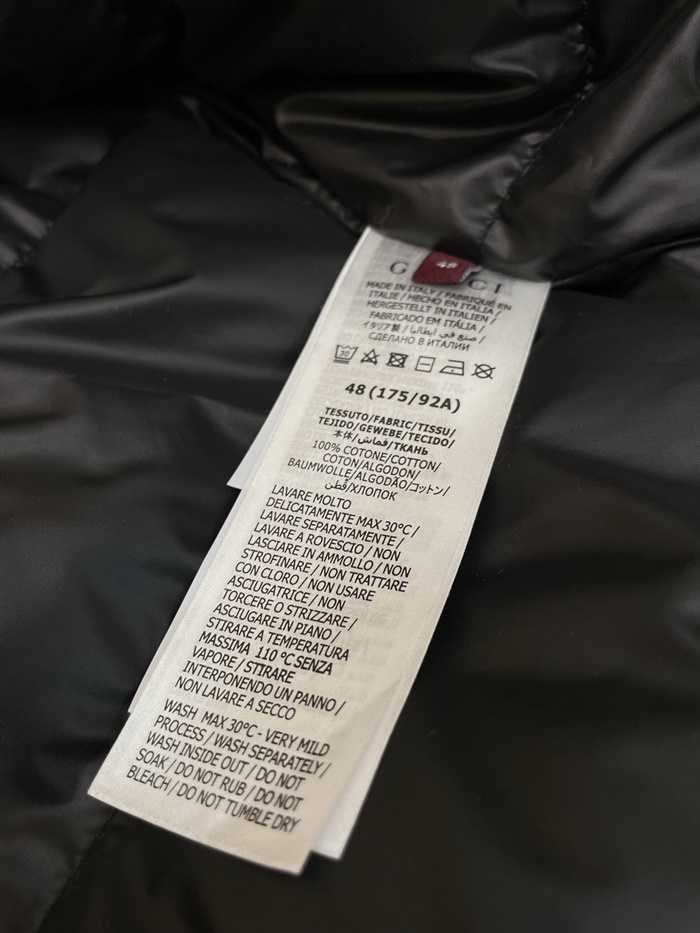 48
G CI
MADE IN ITALY / FABRIQUÉ EN
ITALIE / HECHO EN ITALIA /
HERGESTELLT IN ITALIEN /
FABRICADO EM ITÁLIA /
イタリア製 / صنع في ايطاليا /
СДЕЛАНО В ИТАЛИИ
30
48 (175/92A)
TESSUTO/FABRIC/TISSU/
TEJIDO/GEWEBE/TECIDO/
本体/قماش/ТКАНЬ
100% COTONE/COTTON/
COTON/ALGODON/
BAUMWOLLE/ALGODÃO/コットン/
قطن/ХЛОПОК
LAVARE MOLTO
DELICATAMENTE MAX 30°C /
LAVARE SEPARATAMENTE /
LAVARE A ROVESCIO / NON
LASCIARE IN AMMOLLO / NON
STROFINARE / NON TRATTARE
CON CLORO / NON USARE
ASCIUGATRICE / NON
TORCERE O STRIZZARE /
ASCIUGARE IN PIANO /
STIRARE A TEMPERATURA
MASSIMA 110 °C SENZA
VAPORE / STIRARE
INTERPONENDO UN PANNO /
NON LAVARE A SECCO
WASH MAX 30°C - VERY MILD
PROCESS / WASH SEPARATELY /
WASH INSIDE OUT / DO NOT
SOAK / DO NOT RUB / DO NOT
BLEACH / DO NOT TUMBLE DRY